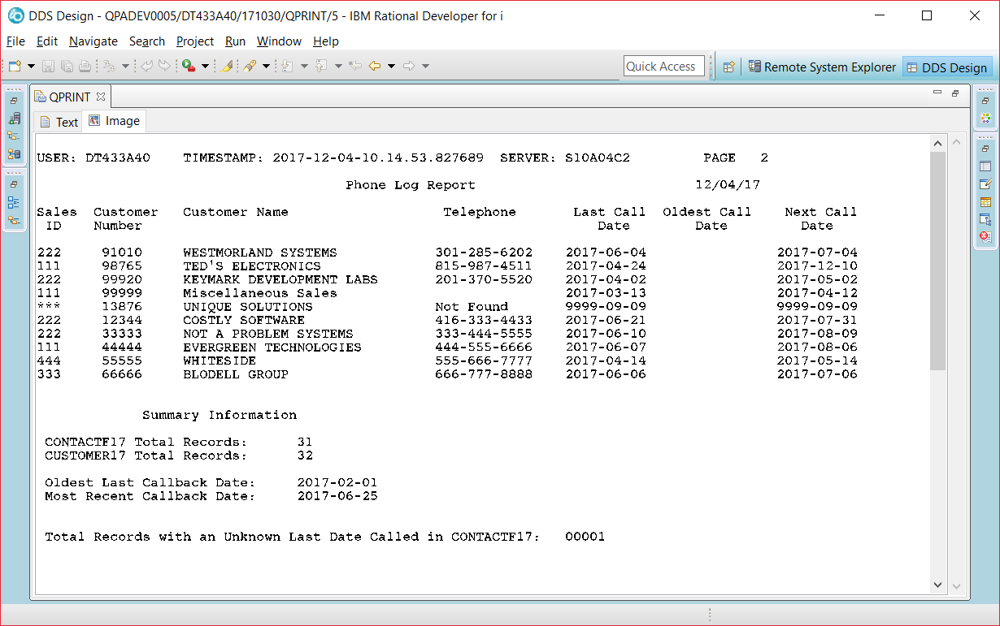 DDS Design - QPADEV0005/DT433A40/171030/QPRINT/5 - IBM Rational Developer for i
File Edit Navigate Search Project Run Window Help
Quick Access Remote System Explorer DDS Design
QPRINT
Text Image
USER: DT433A40 TIMESTAMP: 2017-12-04-10.14.53.827689 SERVER: S10A04C2 PAGE 2
Phone Log Report 12/04/17
Sales Customer Customer Name Telephone Last Call Oldest Call Next Call
ID Number Date Date Date
222 91010 WESTMORLAND SYSTEMS 301-285-6202 2017-06-04 2017-07-04
111 98765 TED'S ELECTRONICS 815-987-4511 2017-04-24 2017-12-10
222 99920 KEYMARK DEVELOPMENT LABS 201-370-5520 2017-04-02 2017-05-02
111 99999 Miscellaneous Sales 2017-03-13 2017-04-12
*** 13876 UNIQUE SOLUTIONS Not Found 9999-09-09 9999-09-09
222 12344 COSTLY SOFTWARE 416-333-4433 2017-06-21 2017-07-31
222 33333 NOT A PROBLEM SYSTEMS 333-444-5555 2017-06-10 2017-08-09
111 44444 EVERGREEN TECHNOLOGIES 444-555-6666 2017-06-07 2017-08-06
444 55555 WHITESIDE 555-666-7777 2017-04-14 2017-05-14
333 66666 BLODELL GROUP 666-777-8888 2017-06-06 2017-07-06
Summary Information
CONTACTF17 Total Records: 31
CUSTOMER17 Total Records: 32
Oldest Last Callback Date: 2017-02-01
Most Recent Callback Date: 2017-06-25
Total Records with an Unknown Last Date Called in CONTACTF17: 00001